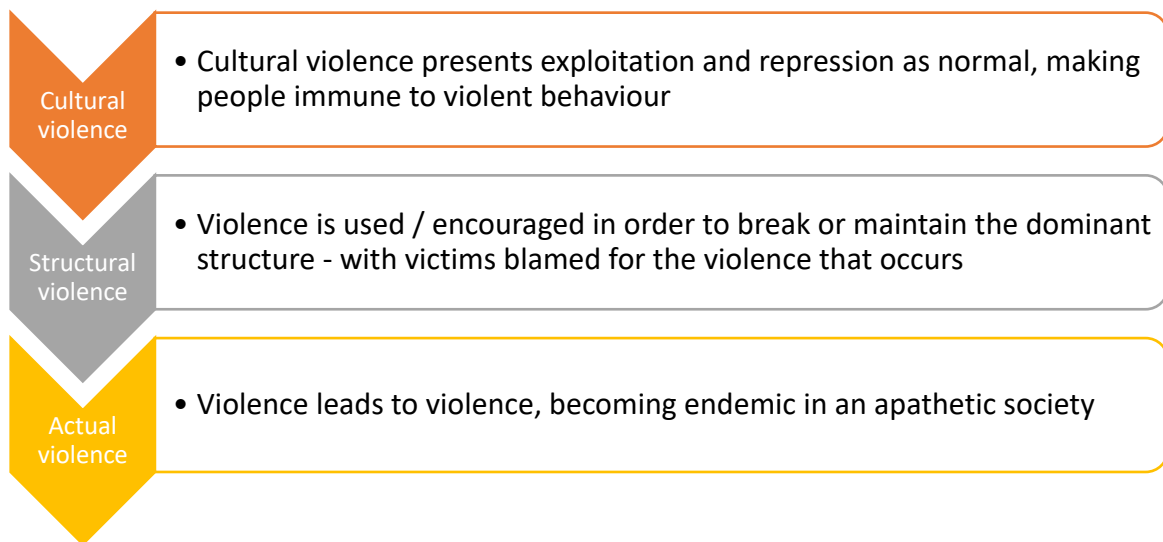 Cultural
violence
• Cultural violence presents exploitation and repression as normal, making
people immune to violent behaviour
Structural
violence
• Violence is used / encouraged in order to break or maintain the dominant
structure - with victims blamed for the violence that occurs
Actual
violence
• Violence leads to violence, becoming endemic in an apathetic society